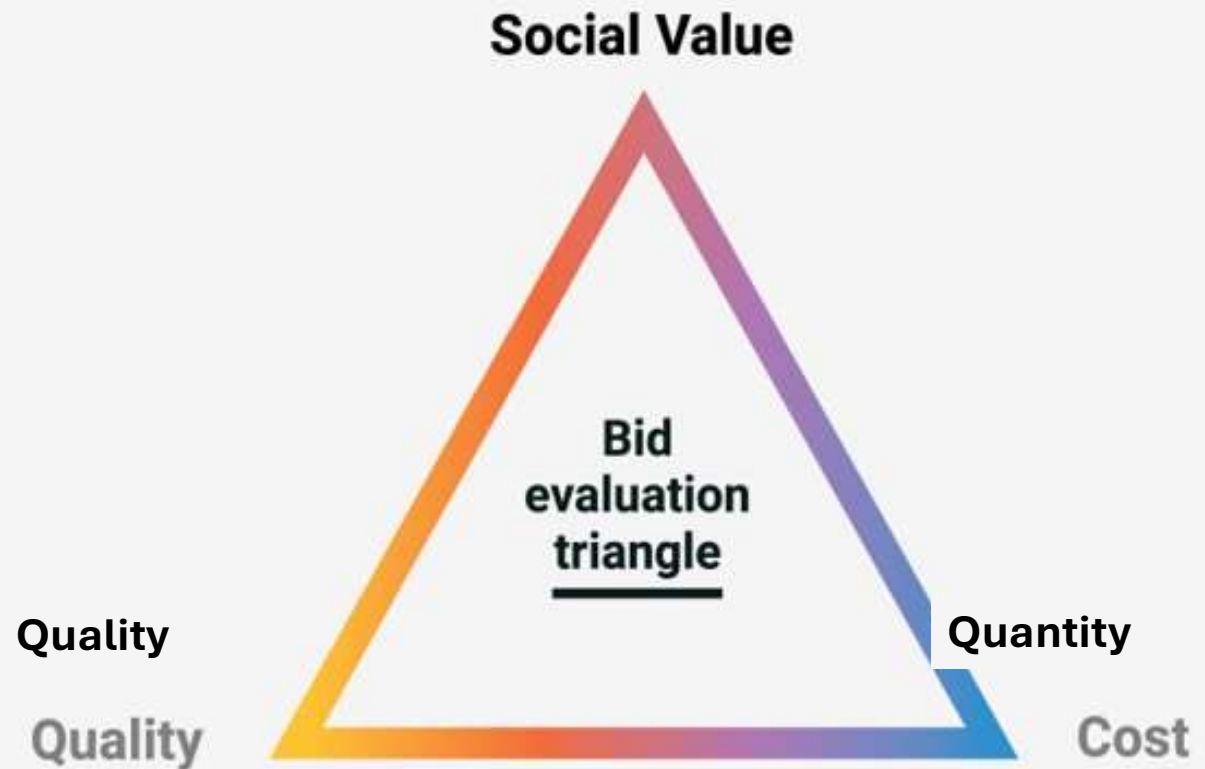 Social Value
Bid
evaluation
triangle
Quality
Quantity
Quality
Cost